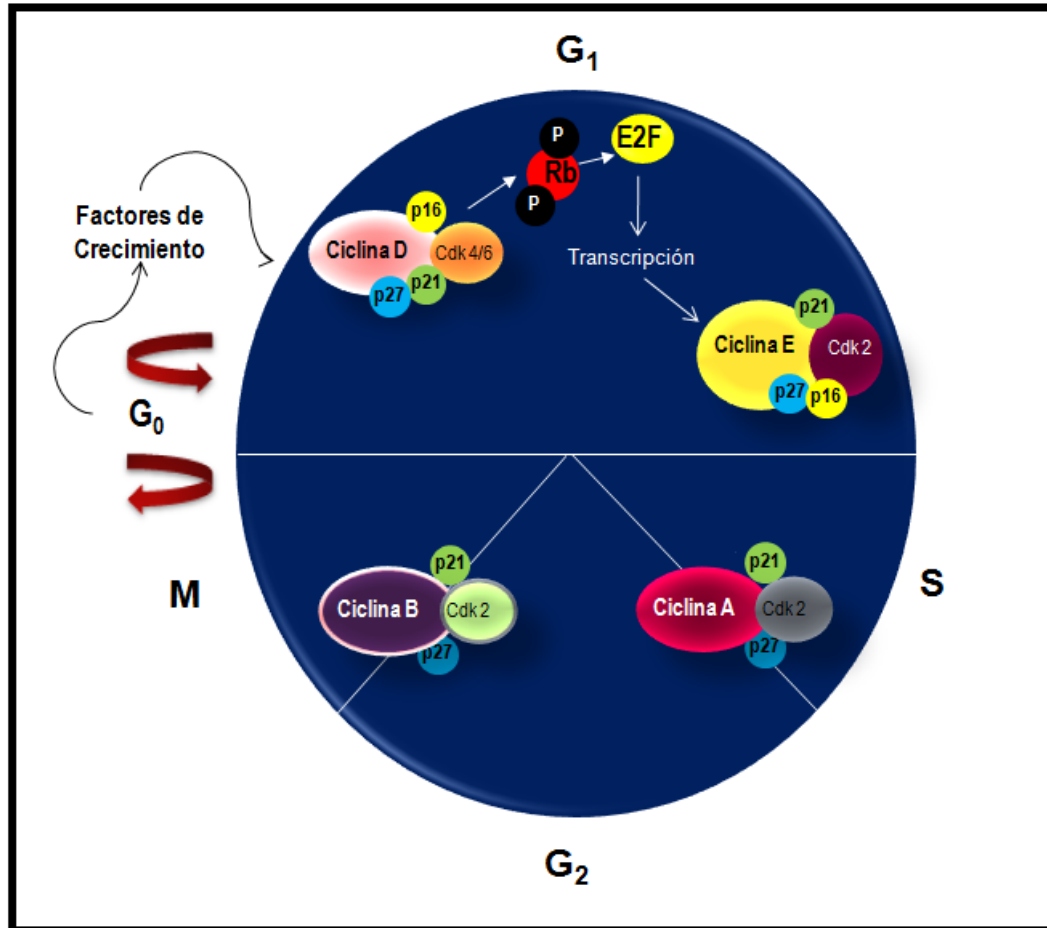 G1
P
E2F
Rb
P
Factores de
Crecimiento
p16
Ciclina D
Cdk 4/6
p21
p27
Transcripción
p21
Ciclina E
Cdk 2
p27
p16
G0
p21
Ciclina B
Cdk 2
p27
p21
Ciclina A
Cdk 2
p27
M
S
G2